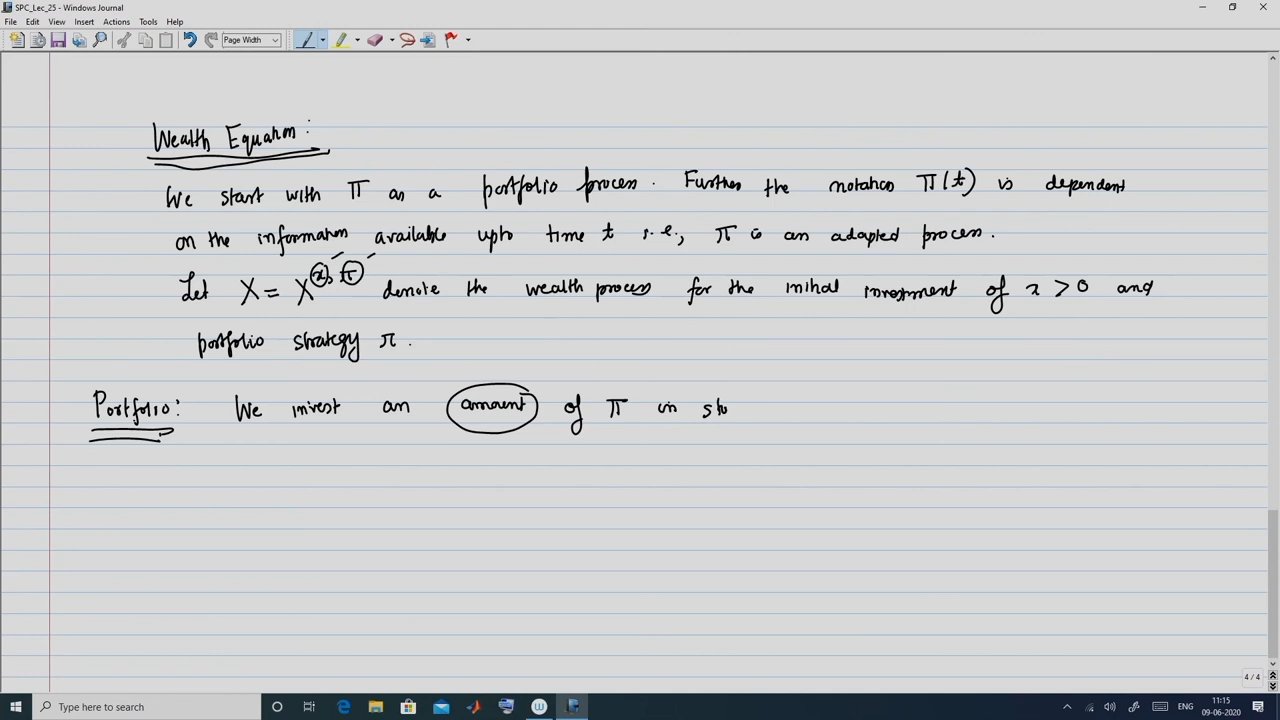 SPC_Lec_25 - Windows Journal
File Edit View Insert Actions Tools Help
Page Width
Wealth Equation:
We start with π as a portfolio process. Further the notation π(t) is dependent
on the information available upto time t i.e., π is an adapted process.
Let X = X^{x, π} denote the wealth process for the initial investment of x > 0 and
portfolio strategy π.
Portfolio: We invest an amount of π in sto
4 / 4
Type here to search
11:15
ENG
09-06-2020